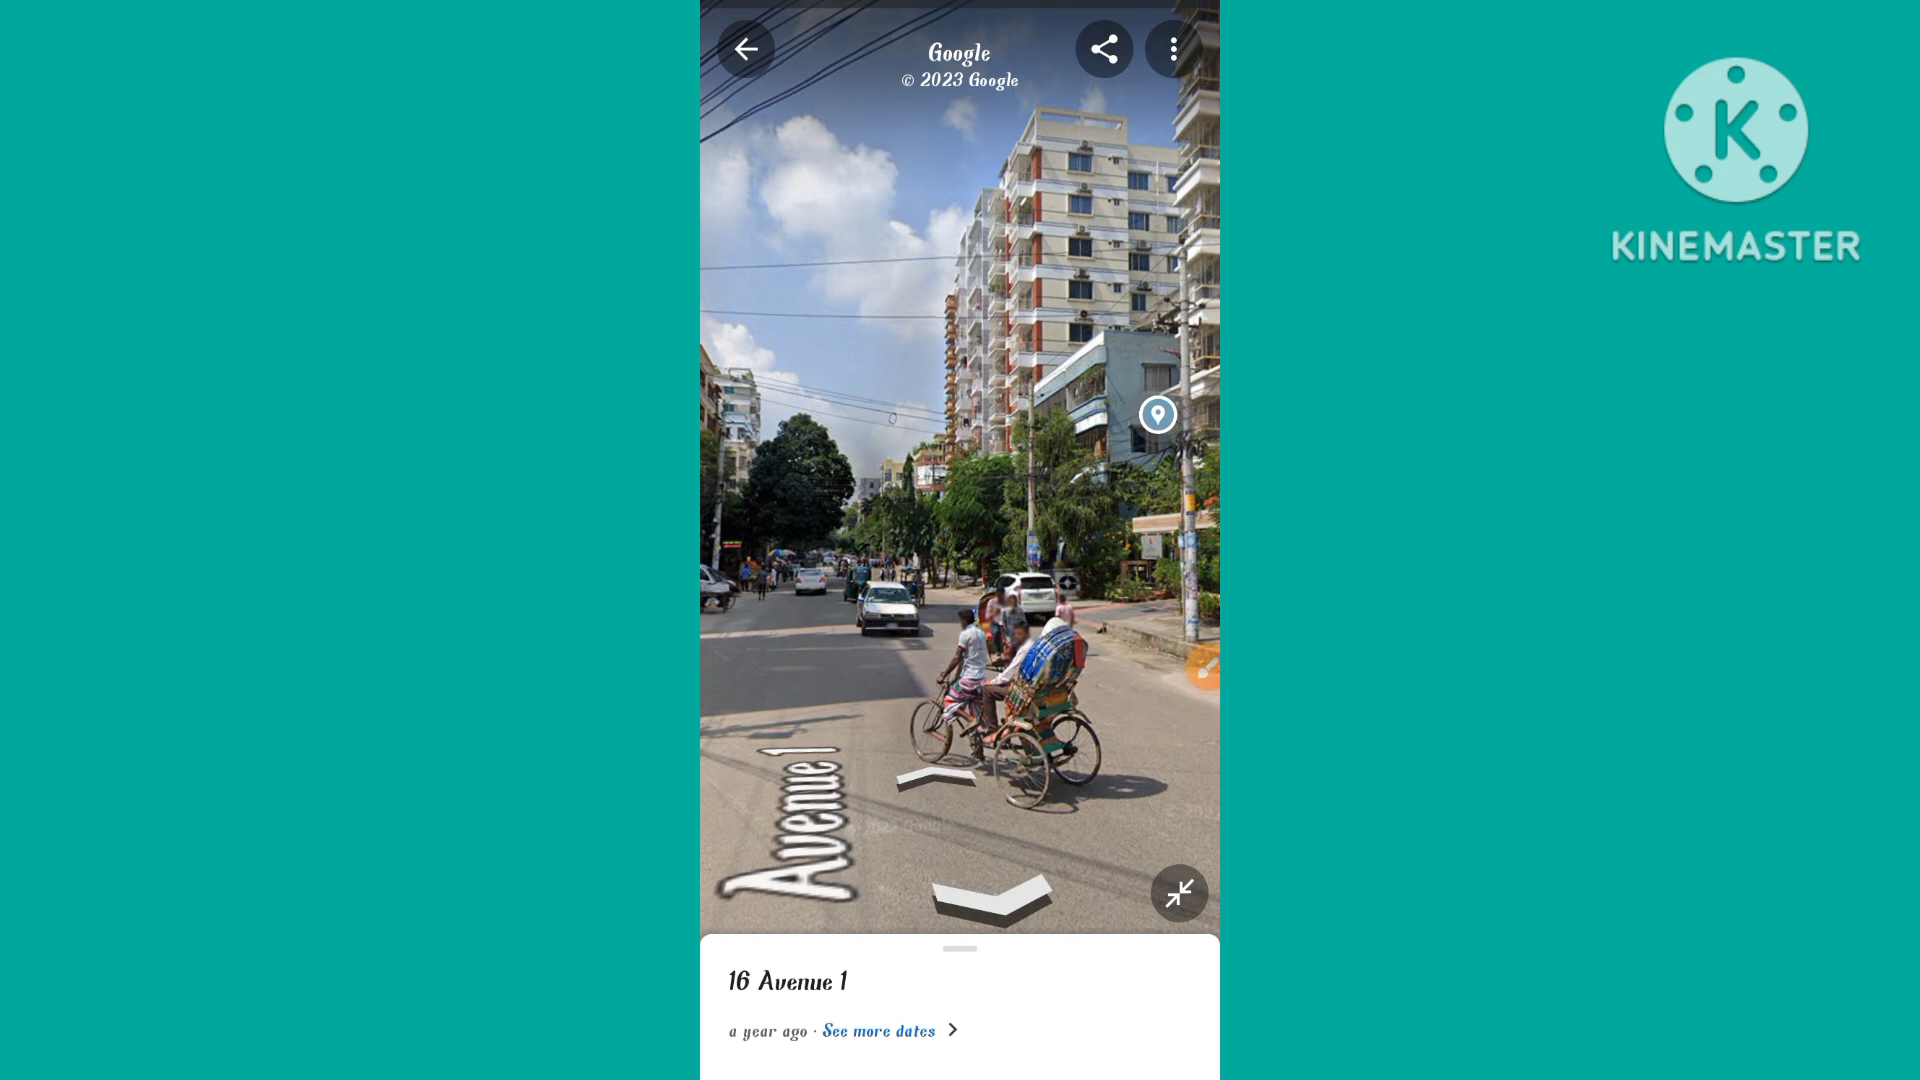 Google
© 2023 Google
K
KINEMASTER
Avenue 1
16 Avenue 1
a year ago · See more dates